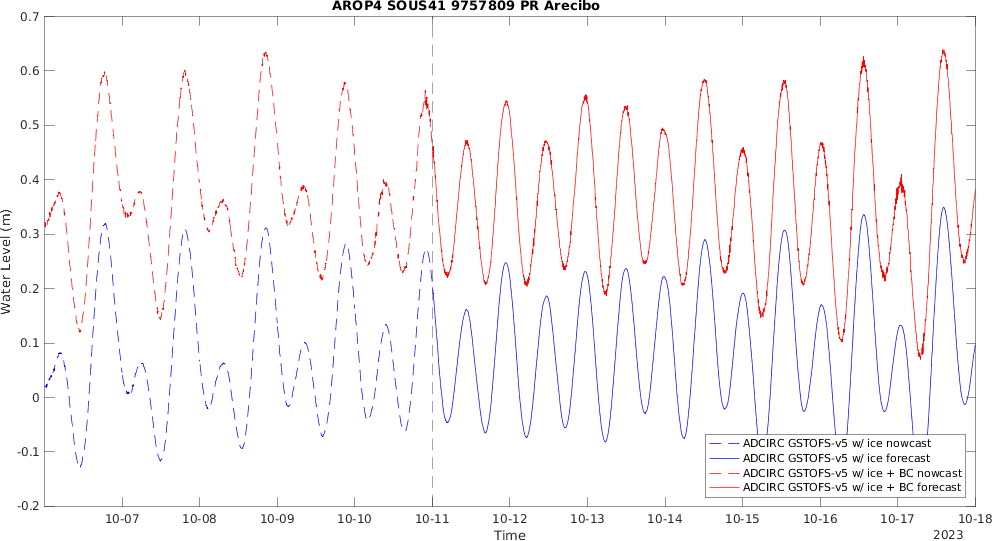 AROP4 SOUS41 9757809 PR Arecibo
0.7
0.6
0.5
0.4
0.3
0.2
0.1
0
-0.1
-0.2
Water Level (m)
10-07 10-08 10-09 10-10 10-11 10-12 10-13 10-14 10-15 10-16 10-17 10-18
Time
2023
ADCIRC GSTOFS-v5 w/ ice nowcast
ADCIRC GSTOFS-v5 w/ ice forecast
ADCIRC GSTOFS-v5 w/ ice + BC nowcast
ADCIRC GSTOFS-v5 w/ ice + BC forecast